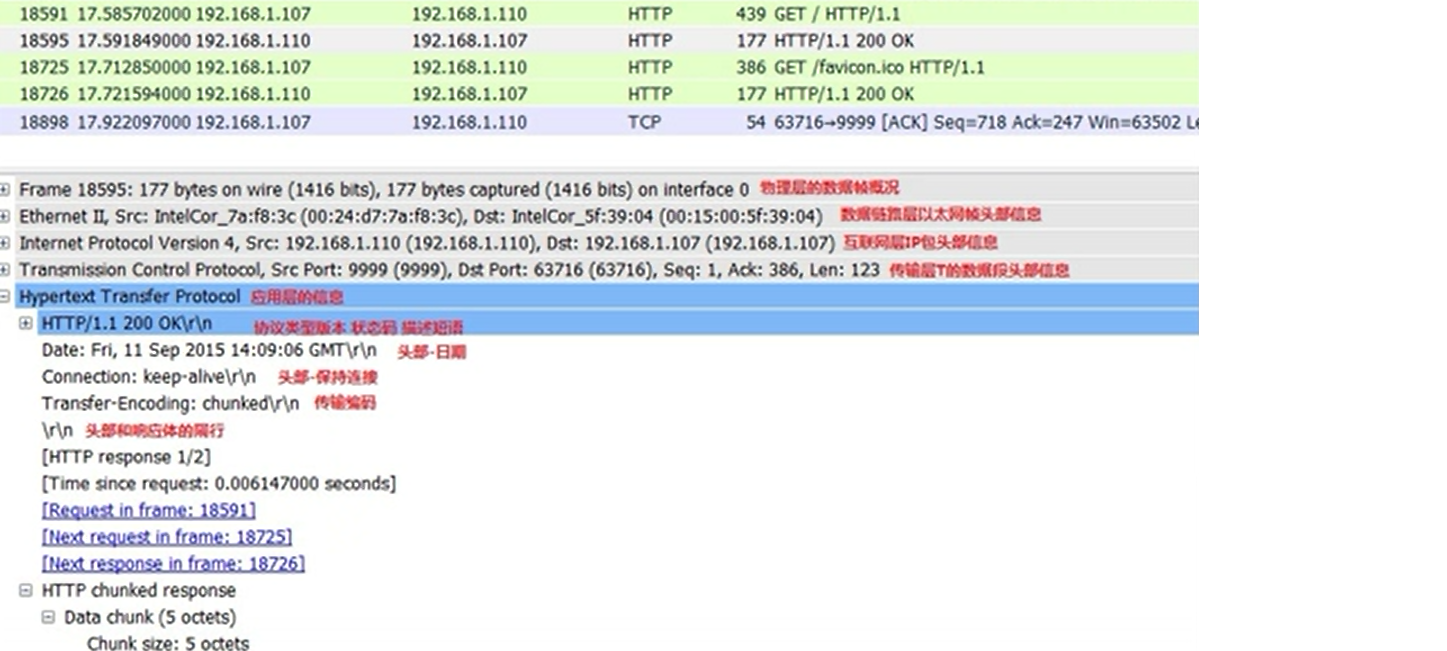 18591 17.585702000 192.168.1.107 192.168.1.110 HTTP 439 GET / HTTP/1.1
18595 17.591849000 192.168.1.110 192.168.1.107 HTTP 177 HTTP/1.1 200 OK
18725 17.712850000 192.168.1.107 192.168.1.110 HTTP 386 GET /favicon.ico HTTP/1.1
18726 17.721594000 192.168.1.110 192.168.1.107 HTTP 177 HTTP/1.1 200 OK
18898 17.922097000 192.168.1.107 192.168.1.110 TCP 54 63716→9999 [ACK] Seq=718 Ack=247 Win=63502
Frame 18595: 177 bytes on wire (1416 bits), 177 bytes captured (1416 bits) on interface 0 物理层的数据帧概况
Ethernet II, Src: IntelCor_7a:f8:3c (00:24:d7:7a:f8:3c), Dst: IntelCor_5f:39:04 (00:15:00:5f:39:04) 数据链路层以太网帧头部信息
Internet Protocol Version 4, Src: 192.168.1.110 (192.168.1.110), Dst: 192.168.1.107 (192.168.1.107) 互联网层IP包头部信息
Transmission Control Protocol, Src Port: 9999 (9999), Dst Port: 63716 (63716), Seq: 1, Ack: 386, Len: 123 传输层T的数据段头部信息
Hypertext Transfer Protocol 应用层的信息
HTTP/1.1 200 OK\r\n 协议类型版本 状态码 描述短语
Date: Fri, 11 Sep 2015 14:09:06 GMT\r\n 头部-日期
Connection: keep-alive\r\n 头部-保持连接
Transfer-Encoding: chunked\r\n 传输编码
\r\n 头部和响应体的隔行
[HTTP response 1/2]
[Time since request: 0.006147000 seconds]
[Request in frame: 18591]
[Next request in frame: 18725]
[Next response in frame: 18726]
HTTP chunked response
Data chunk (5 octets)
Chunk size: 5 octets